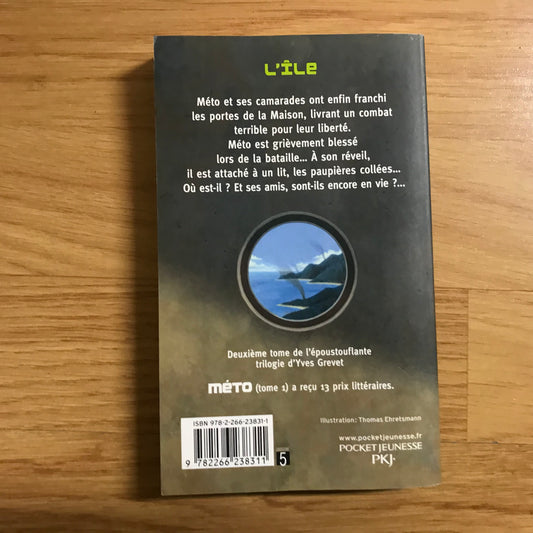 L'ÎLe
Méto et ses camarades ont enfin franchi
les portes de la Maison, livrant un combat
terrible pour leur liberté.
Méto est grièvement blessé
lors de la bataille... À son réveil,
il est attaché à un lit, les paupières collées...
Où est-il ? Et ses amis, sont-ils encore en vie ?...
Deuxième tome de l'époustouflante
trilogie d'Yves Grevet
MéTO (tome 1) a reçu 13 prix littéraires.
ISBN 978-2-266-23831-1
9 782266 238311
5
Illustration : Thomas Ehretsmann
www.pocketjeunesse.fr
POCKET JEUNESSE
PKJ·